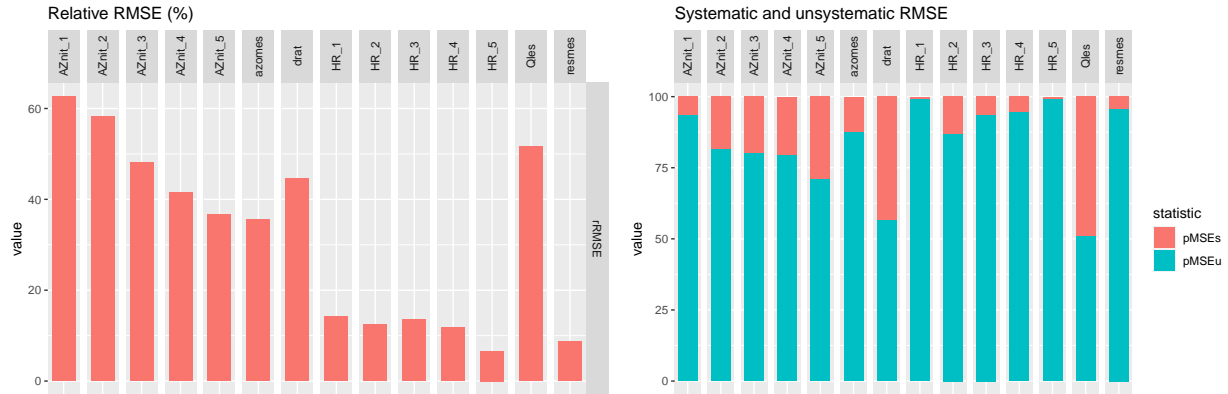 Relative RMSE (%)
AZnit_1
AZnit_2
AZnit_3
AZnit_4
AZnit_5
azomes
drat
HR_1
HR_2
HR_3
HR_4
HR_5
Qles
resmes
60
40
20
0
value
rRMSE
Systematic and unsystematic RMSE
AZnit_1
AZnit_2
AZnit_3
AZnit_4
AZnit_5
azomes
drat
HR_1
HR_2
HR_3
HR_4
HR_5
Qles
resmes
100
75
50
25
0
value
statistic
pMSEs
pMSEu